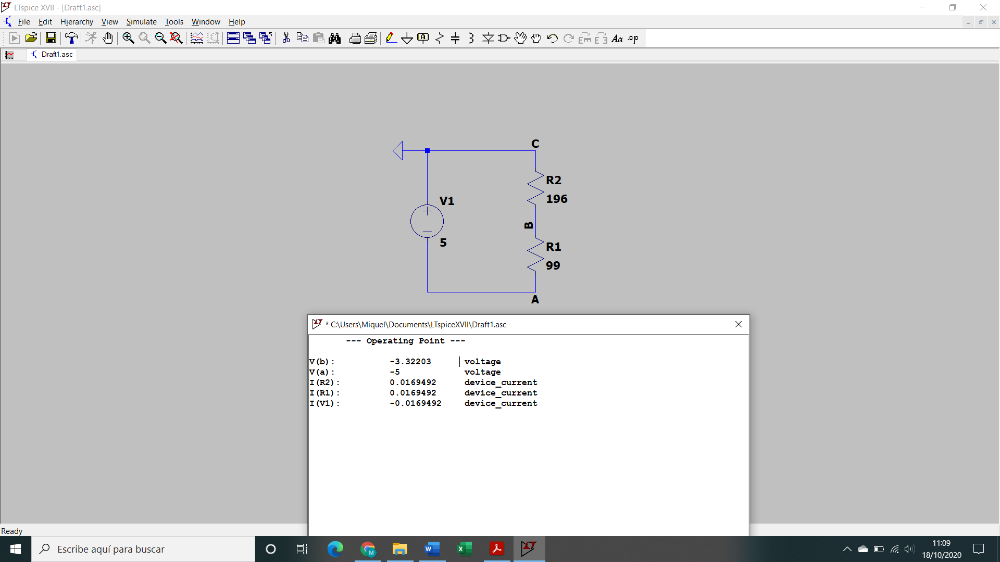 LTspice XVII - [Draft1.asc]
File Edit Hierarchy View Simulate Tools Window Help
Aa .op
Draft1.asc
C
R2
196
V1
5
B
R1
99
A
* C:\Users\Miquel\Documents\LTspiceXVII\Draft1.asc
--- Operating Point ---
V(b): -3.32203 voltage
V(a): -5 voltage
I(R2): 0.0169492 device_current
I(R1): 0.0169492 device_current
I(V1): -0.0169492 device_current
Ready
Escribe aquí para buscar
11:09
18/10/2020